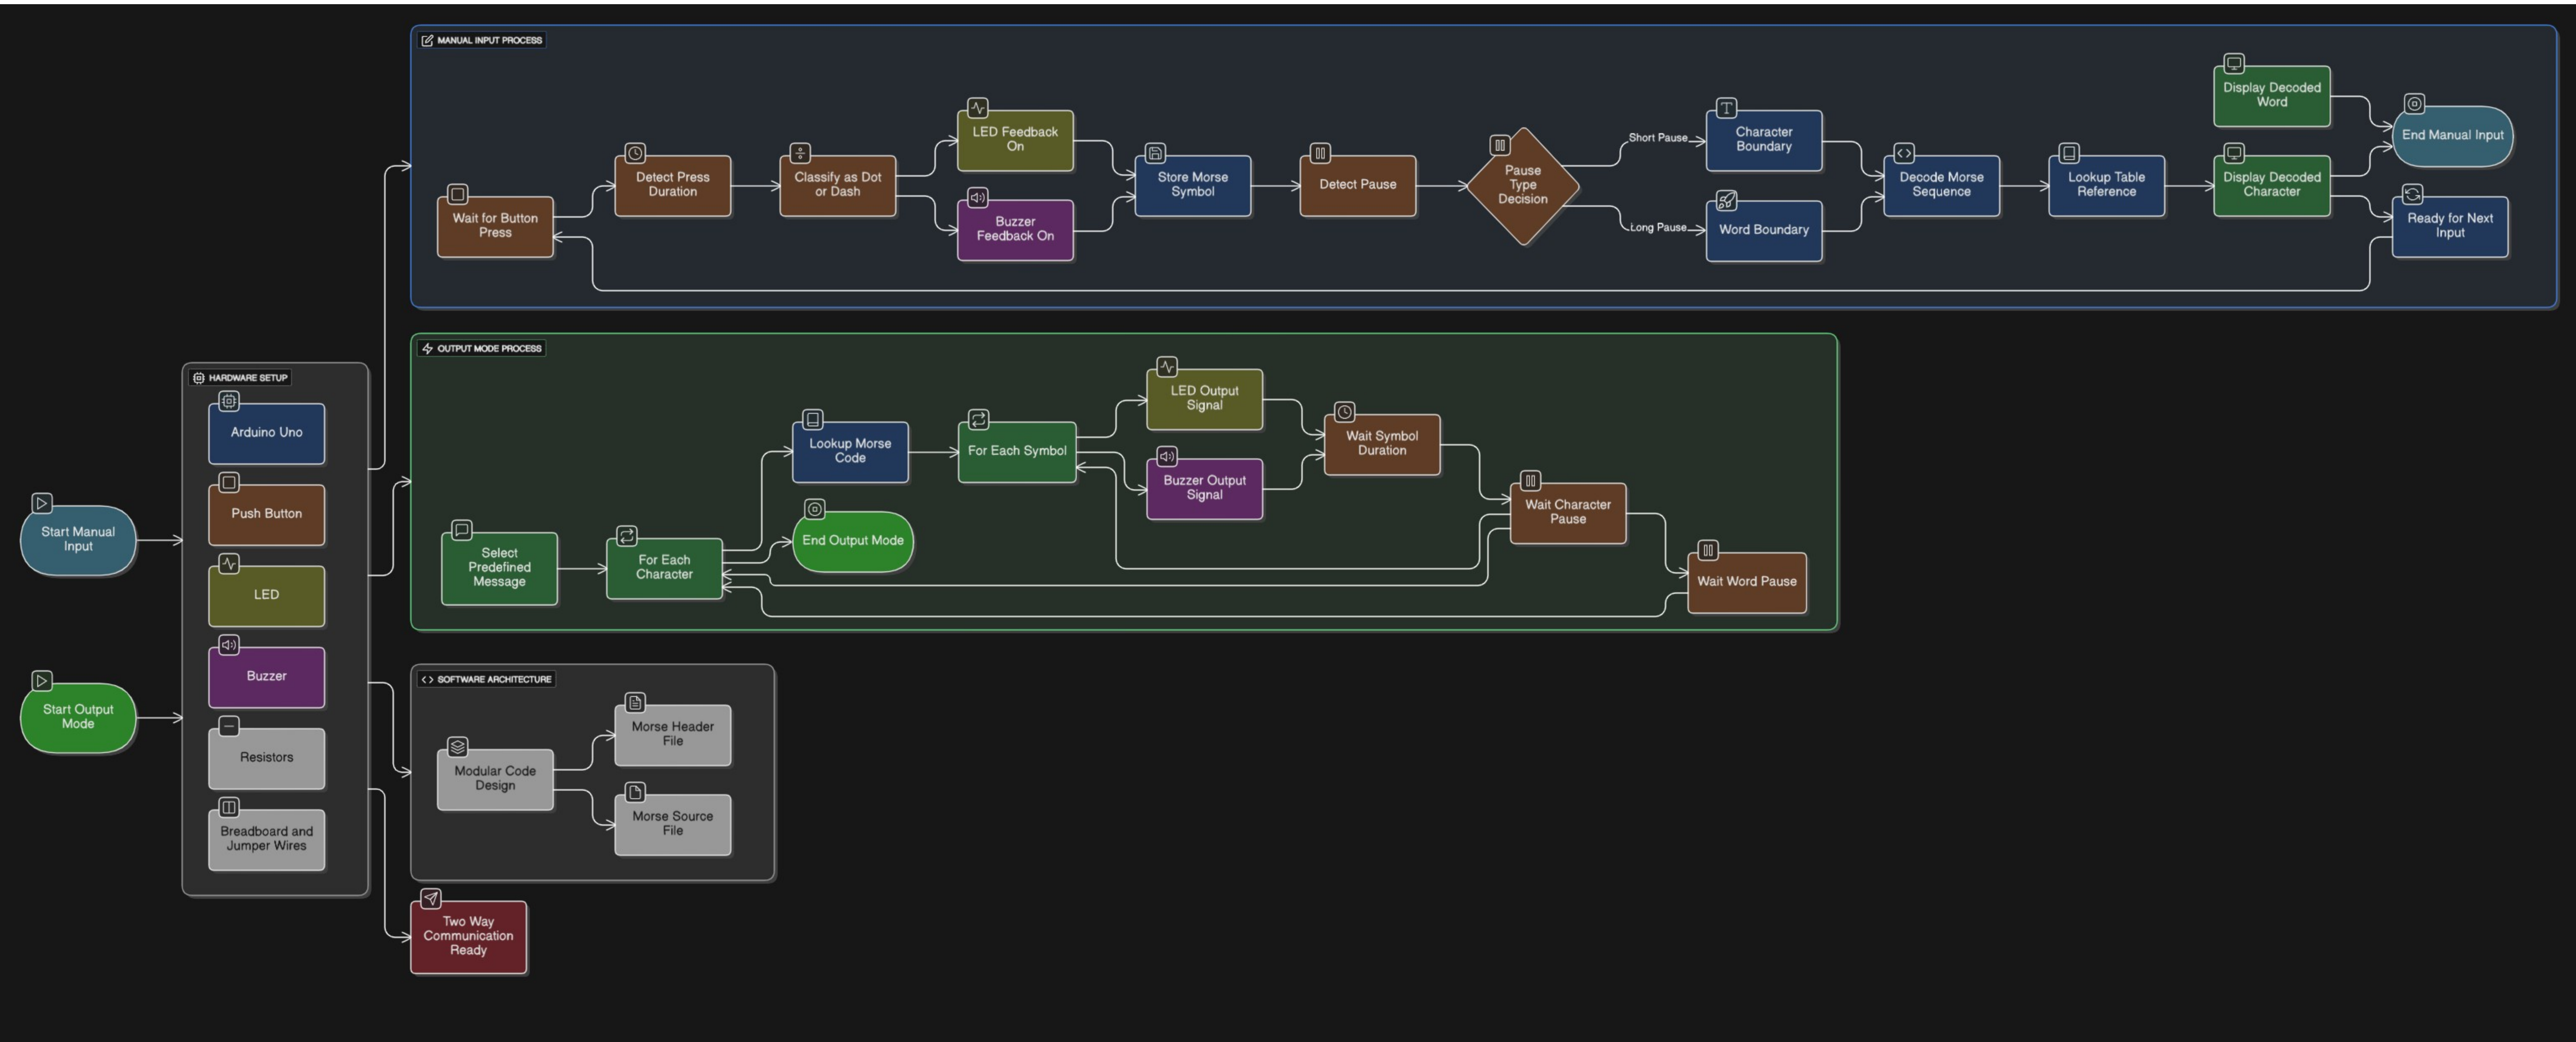 MANUAL INPUT PROCESS
Display Decoded
Word
LED Feedback
On
Short Pause
Character
Boundary
End Manual Input
Detect Press
Duration
Classify as Dot
or Dash
Store Morse
Symbol
Detect Pause
Pause
Type
Decision
Decode Morse
Sequence
Lookup Table
Reference
Display Decoded
Character
Wait for Button
Press
Buzzer
Feedback On
Long Pause
Word Boundary
Ready for Next
Input
OUTPUT MODE PROCESS
LED Output
Signal
Lookup Morse
Code
For Each Symbol
Wait Symbol
Duration
Buzzer Output
Signal
Wait Character
Pause
Select
Predefined
Message
For Each
Character
End Output Mode
Wait Word Pause
HARDWARE SETUP
Arduino Uno
Push Button
LED
Buzzer
Resistors
Breadboard and
Jumper Wires
Start Manual
Input
Start Output
Mode
SOFTWARE ARCHITECTURE
Morse Header
File
Modular Code
Design
Morse Source
File
Two Way
Communication
Ready